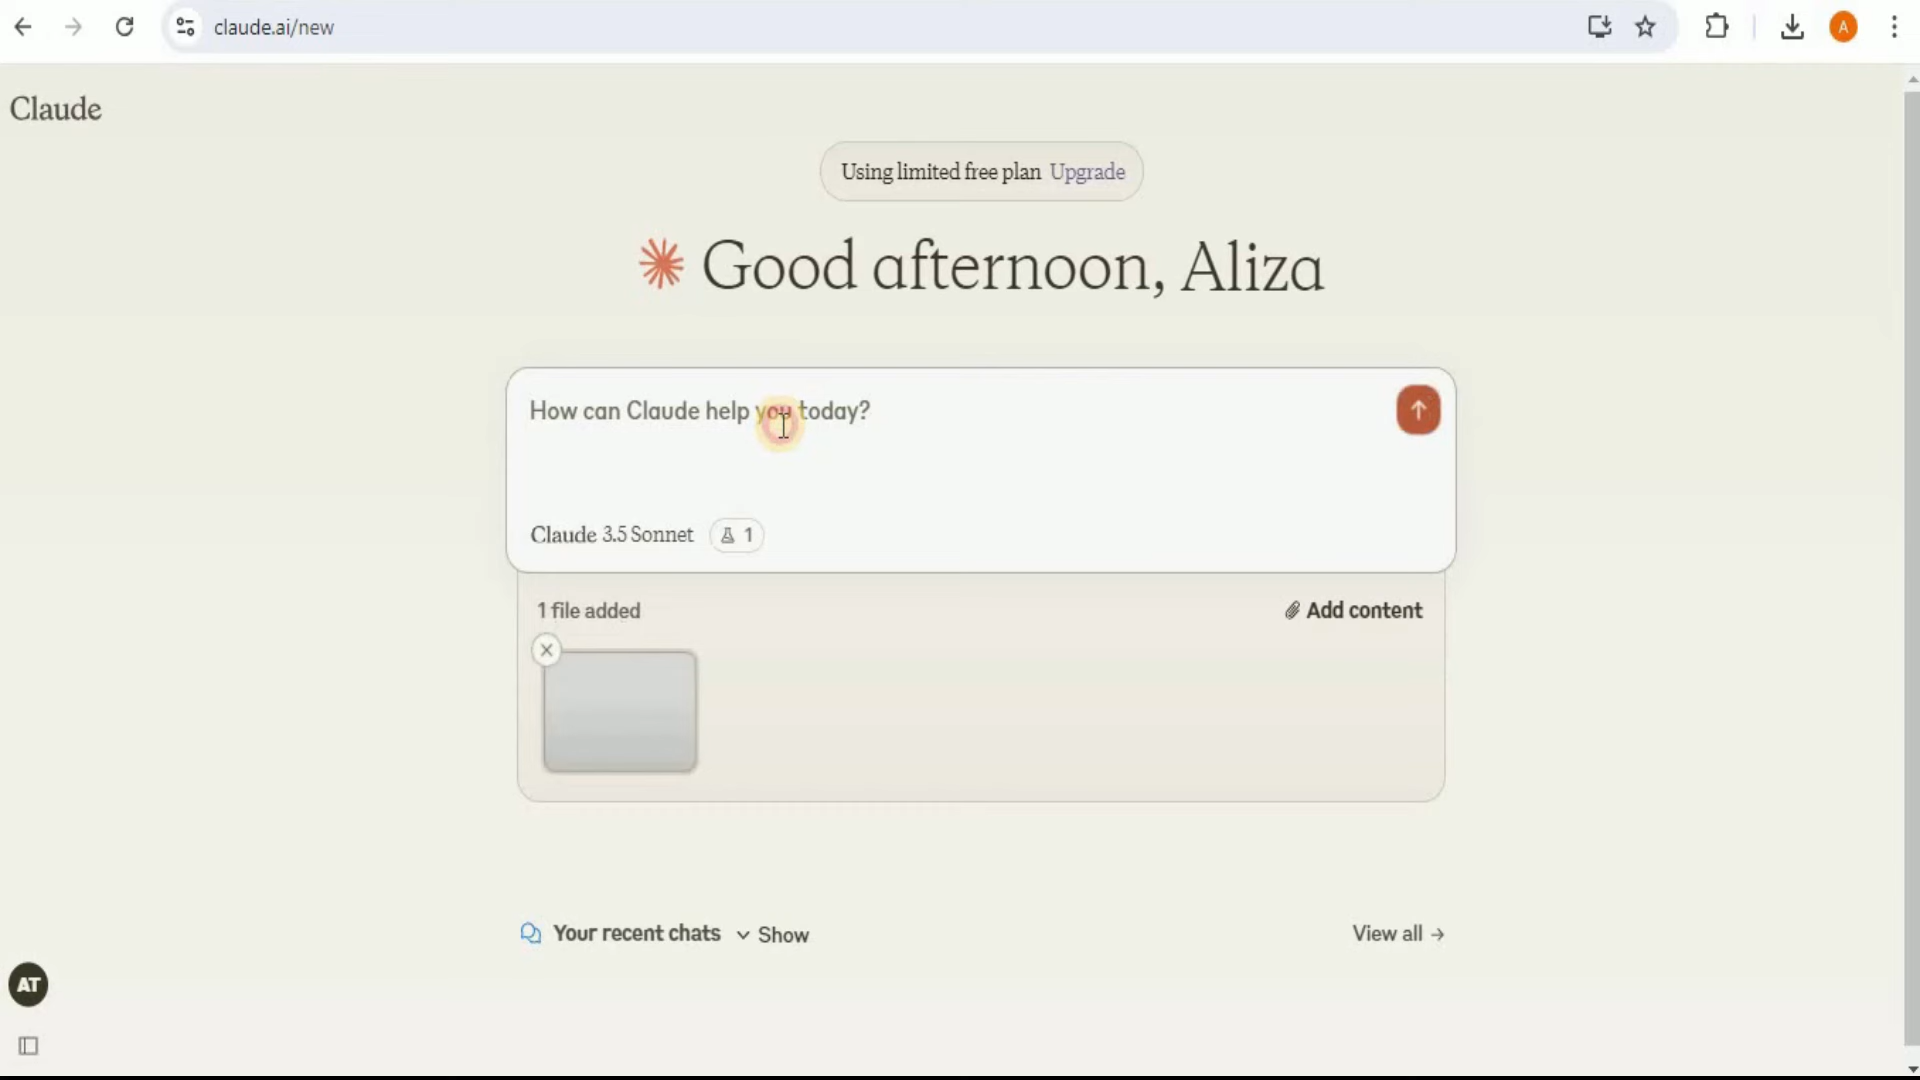 claude.ai/new
A
Claude
Using limited free plan Upgrade
Good afternoon, Aliza
How can Claude help you today?
Claude 3.5 Sonnet 1
1 file added
Add content
Your recent chats Show
View all →
AT